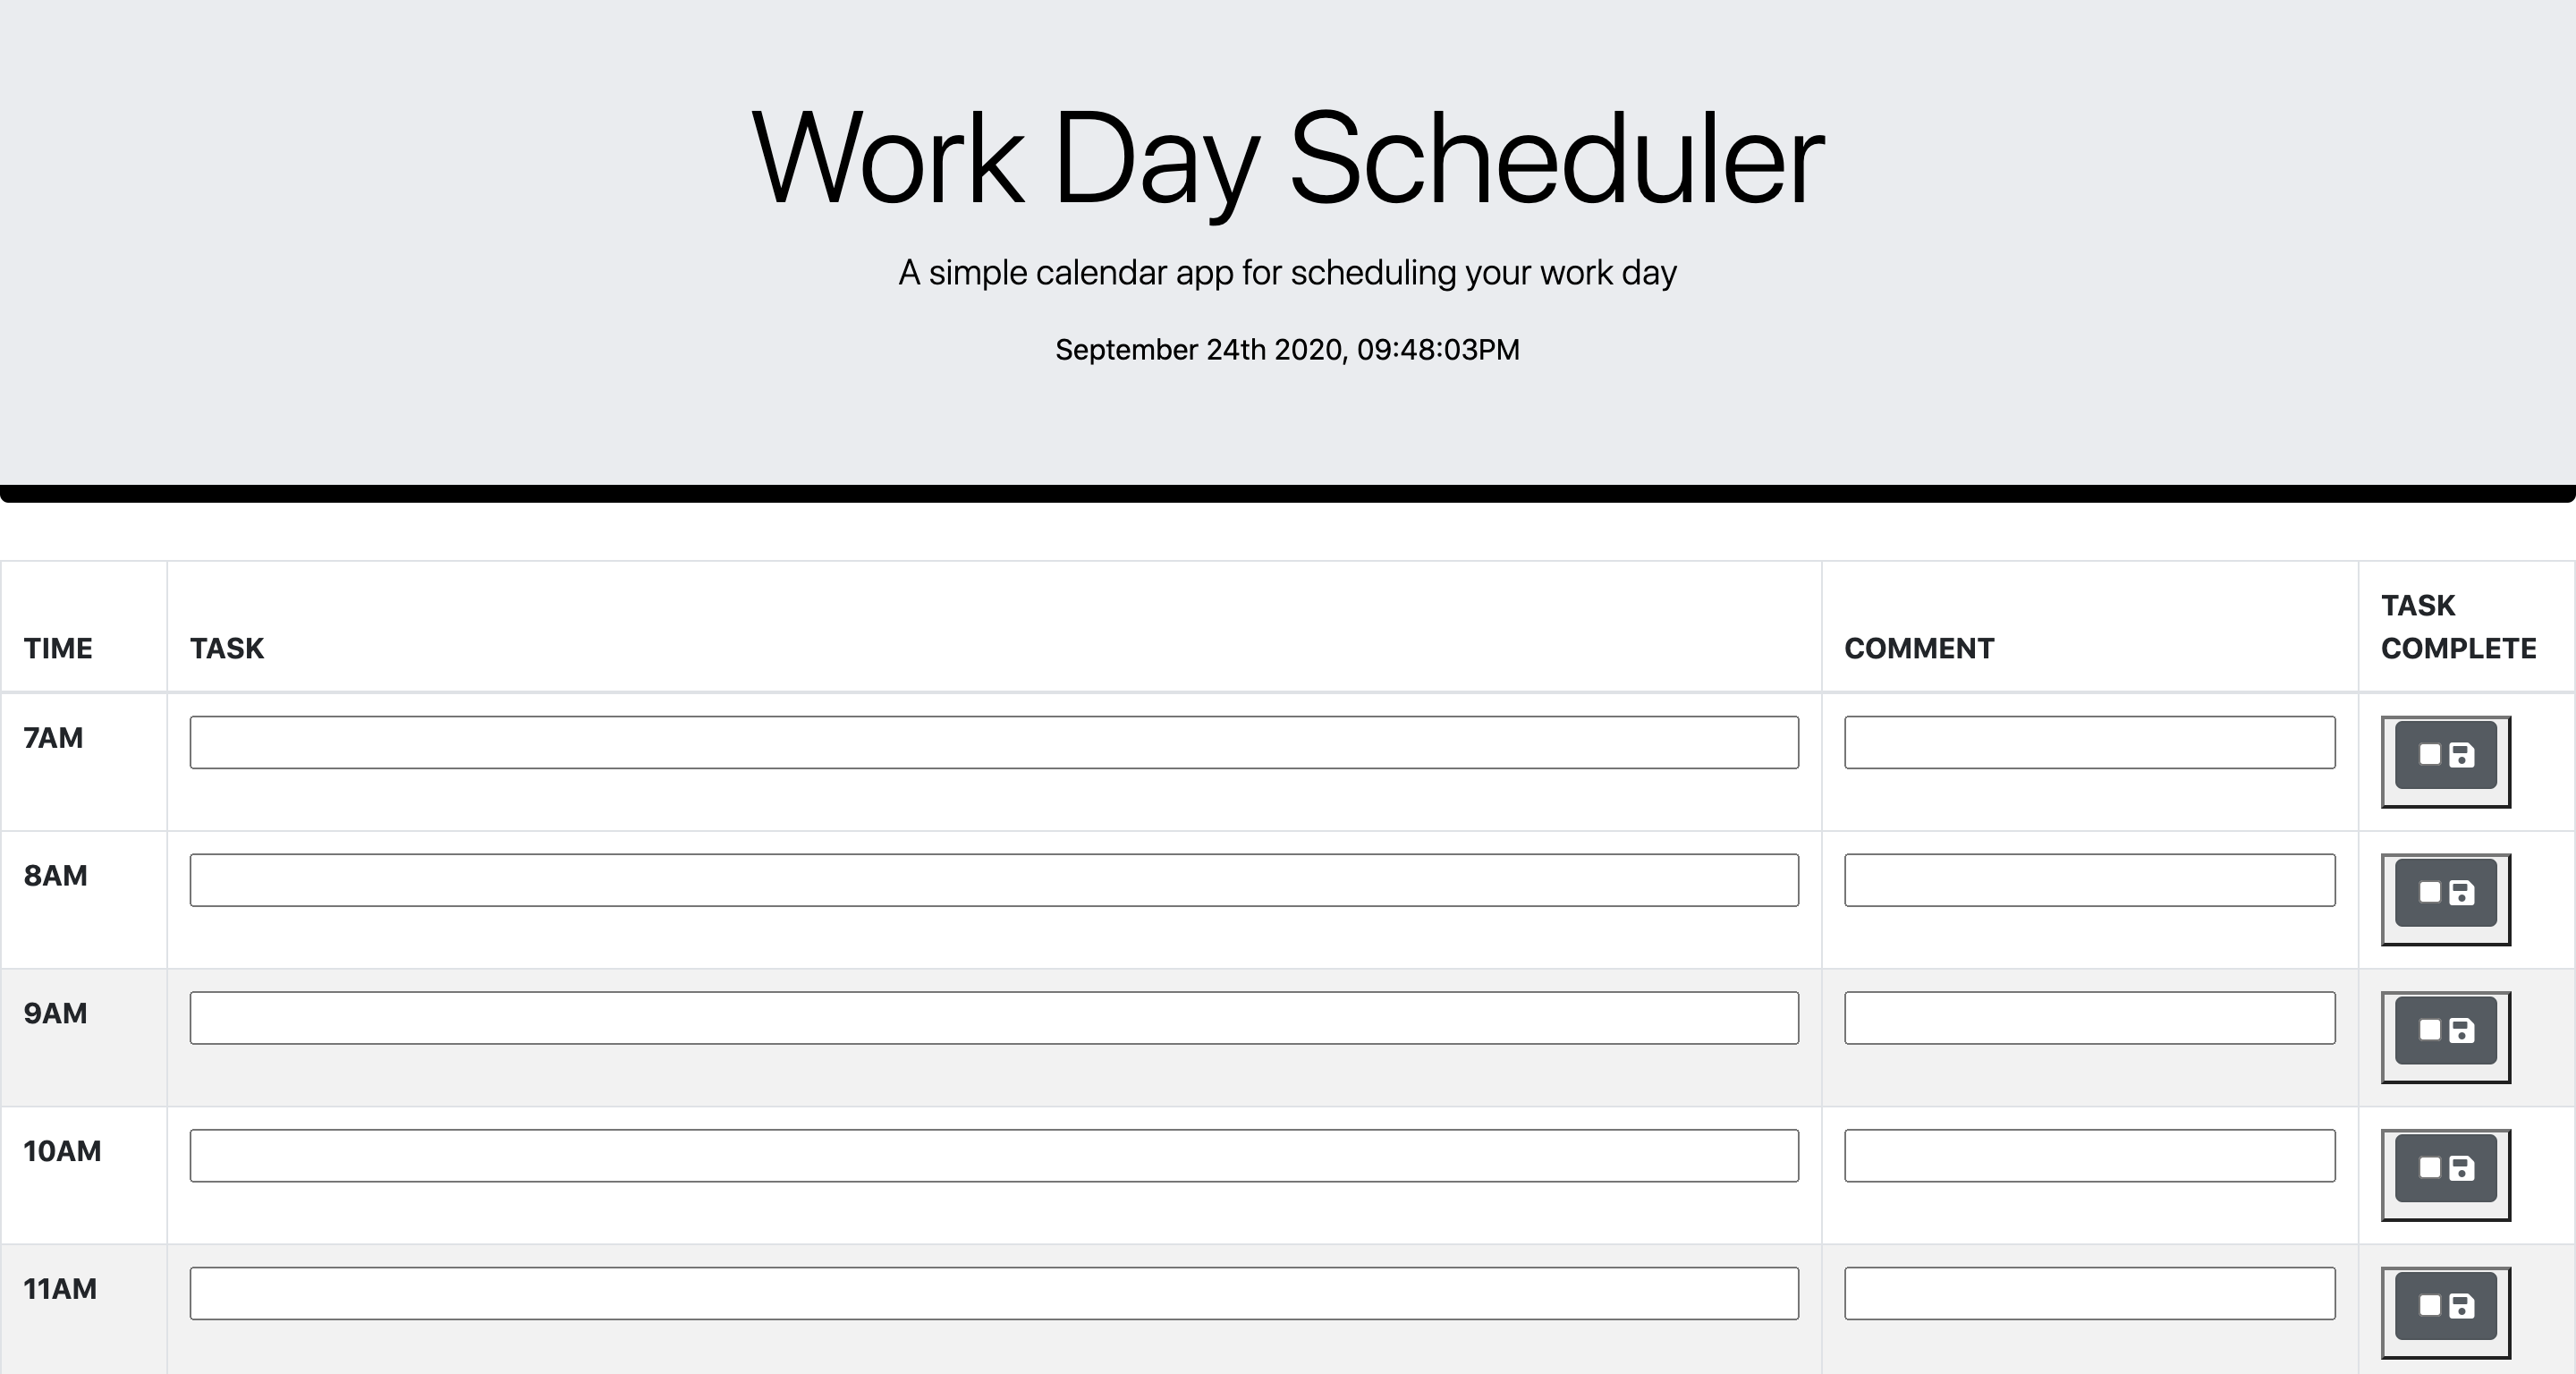 Work Day Scheduler
A simple calendar app for scheduling your work day
September 24th 2020, 09:48:03PM
TIME TASK COMMENT TASK COMPLETE
7AM
8AM
9AM
10AM
11AM